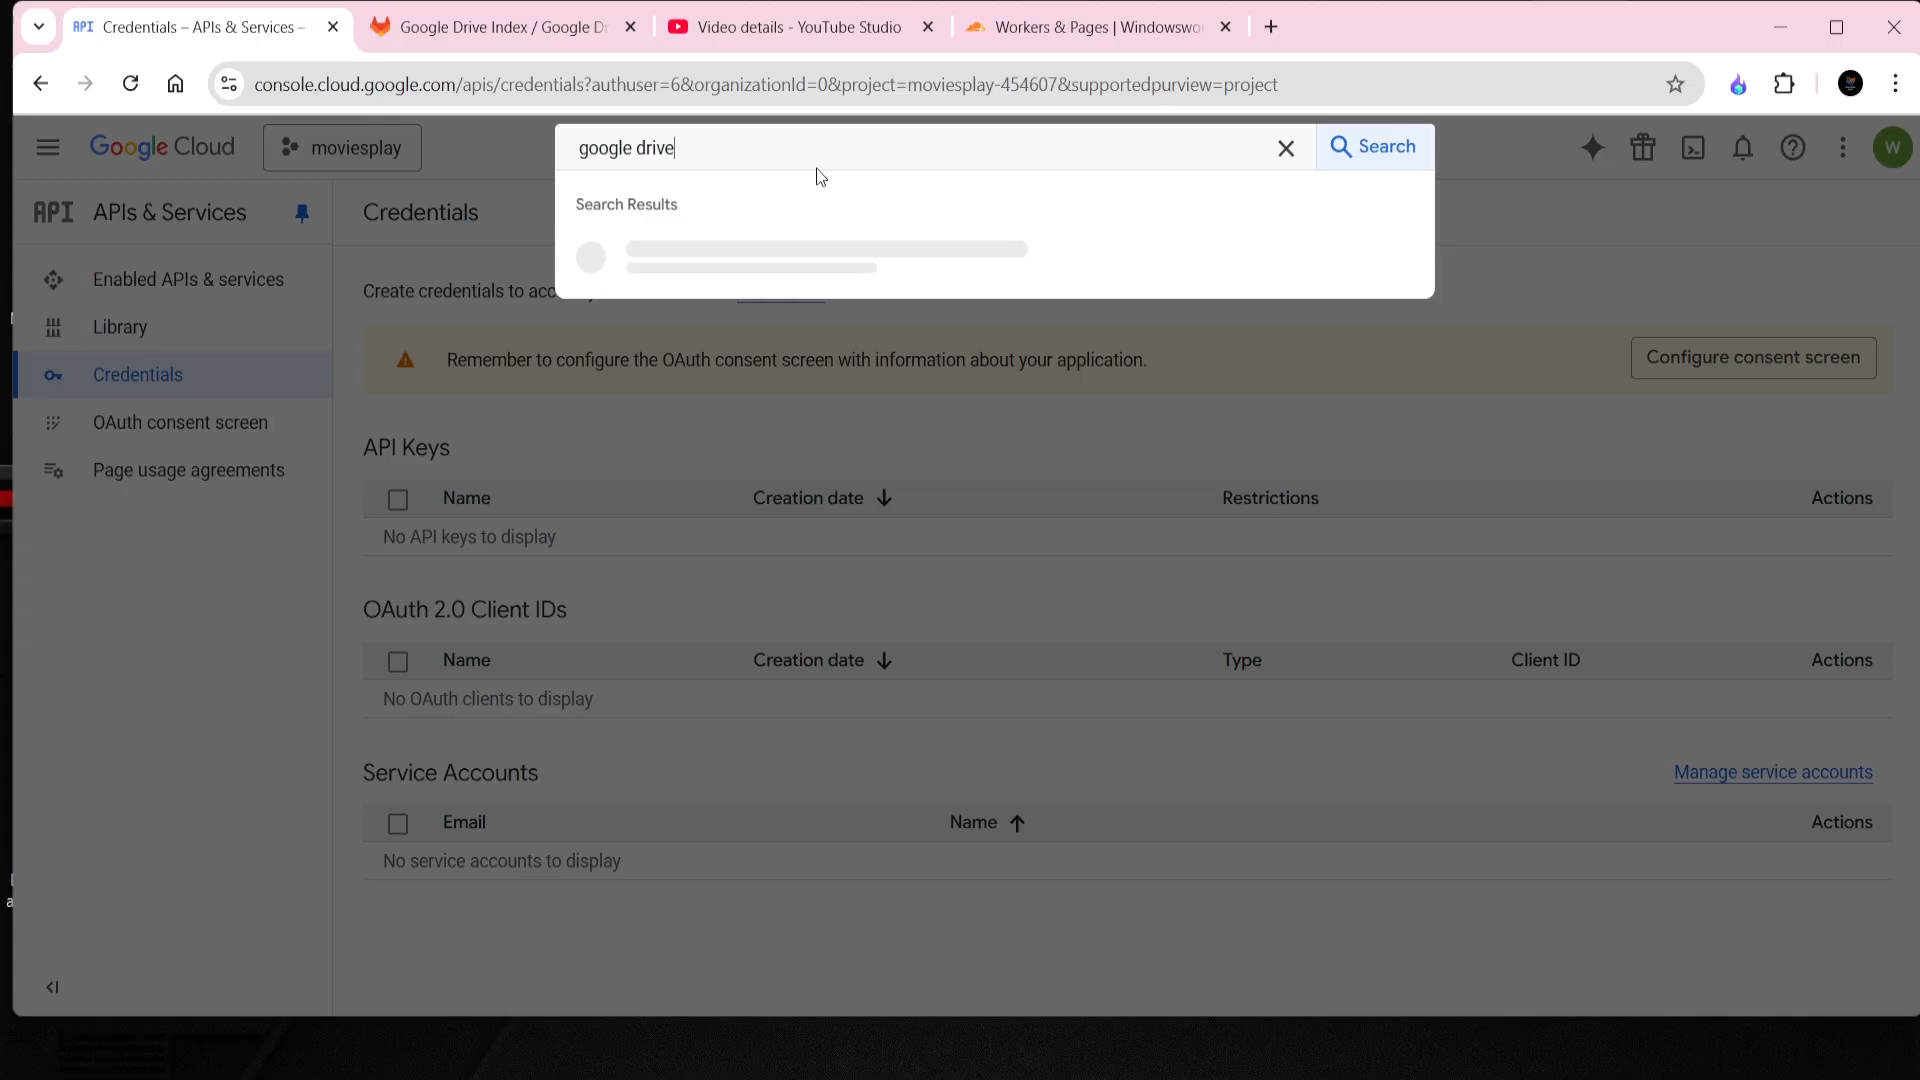 API Credentials – APIs & Services –
Google Drive Index / Google Dr
Video details - YouTube Studio
Workers & Pages | Windowswo
console.cloud.google.com/apis/credentials?authuser=6&organizationId=0&project=moviesplay-454607&supportedpurview=project
Google Cloud
moviesplay
google drive
Search
W
Search Results
API APIs & Services
Credentials
Enabled APIs & services
Library
Credentials
OAuth consent screen
Page usage agreements
Create credentials to acc
Remember to configure the OAuth consent screen with information about your application.
Configure consent screen
API Keys
Name Creation date Restrictions Actions
No API keys to display
OAuth 2.0 Client IDs
Name Creation date Type Client ID Actions
No OAuth clients to display
Service Accounts
Manage service accounts
Email Name Actions
No service accounts to display